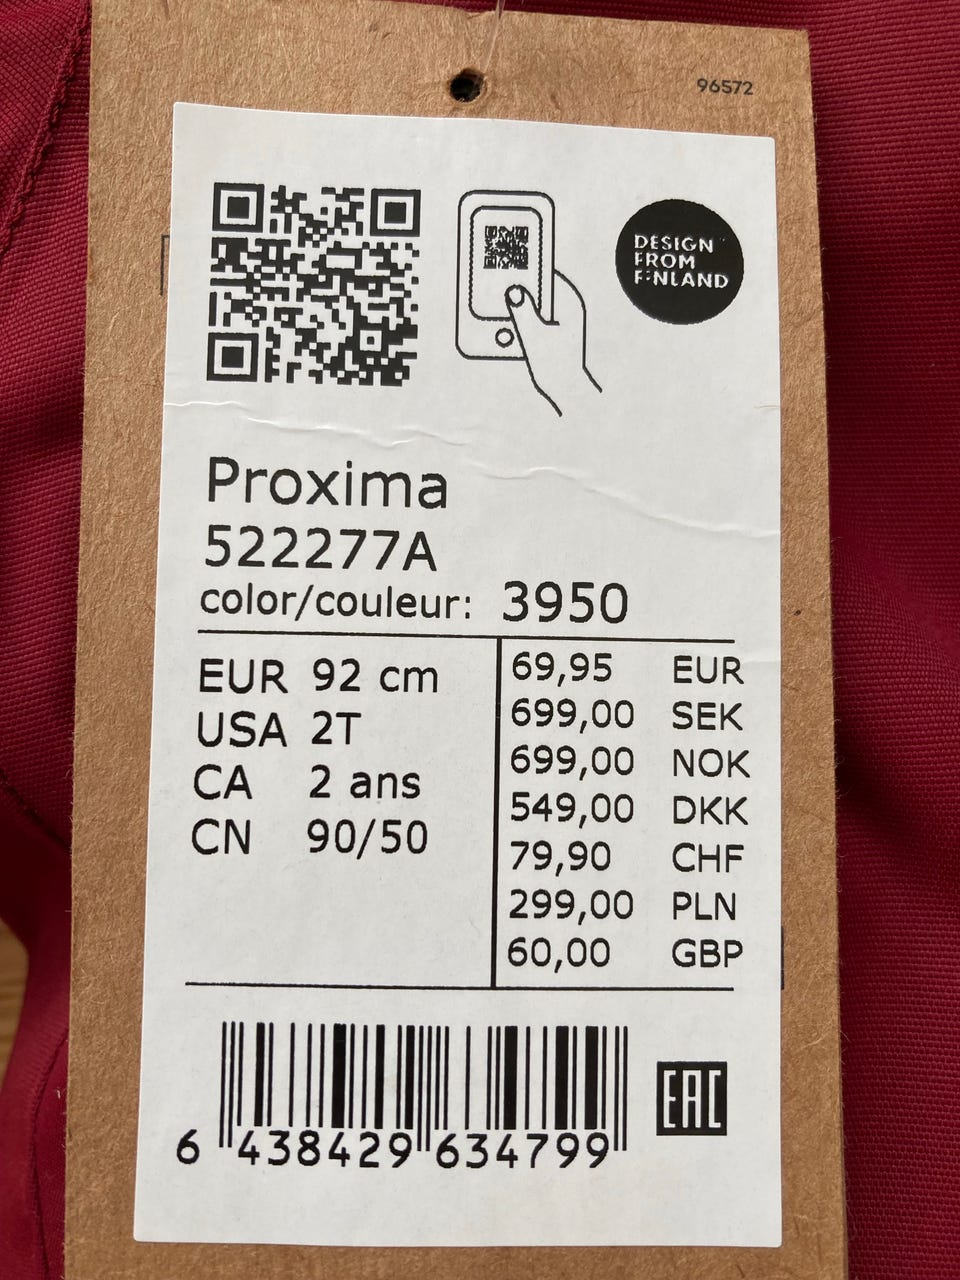 96572
DESIGN
FROM
FINLAND
Proxima
522277A
color/couleur: 3950
EUR 92 cm
USA 2T
CA 2 ans
CN 90/50
69,95 EUR
699,00 SEK
699,00 NOK
549,00 DKK
79,90 CHF
299,00 PLN
60,00 GBP
6 438429 634799
EAC